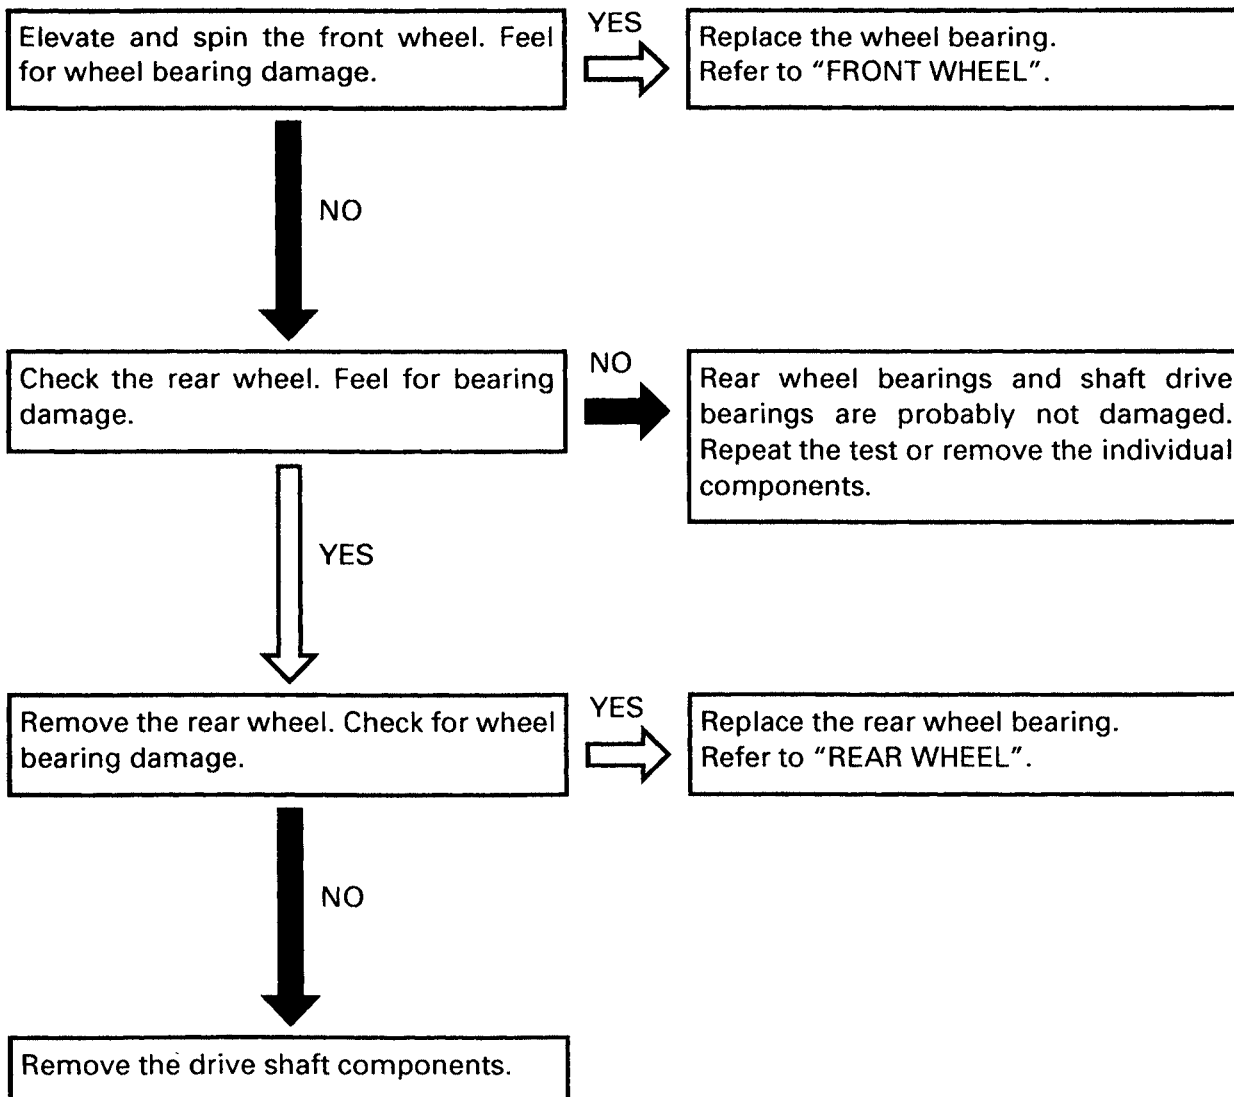 Elevate and spin the front wheel. Feel
for wheel bearing damage.
YES
Replace the wheel bearing.
Refer to “FRONT WHEEL”.
NO
Check the rear wheel. Feel for bearing
damage.
NO
Rear wheel bearings and shaft drive
bearings are probably not damaged.
Repeat the test or remove the individual
components.
YES
Remove the rear wheel. Check for wheel
bearing damage.
YES
Replace the rear wheel bearing.
Refer to “REAR WHEEL”.
NO
Remove the drive shaft components.